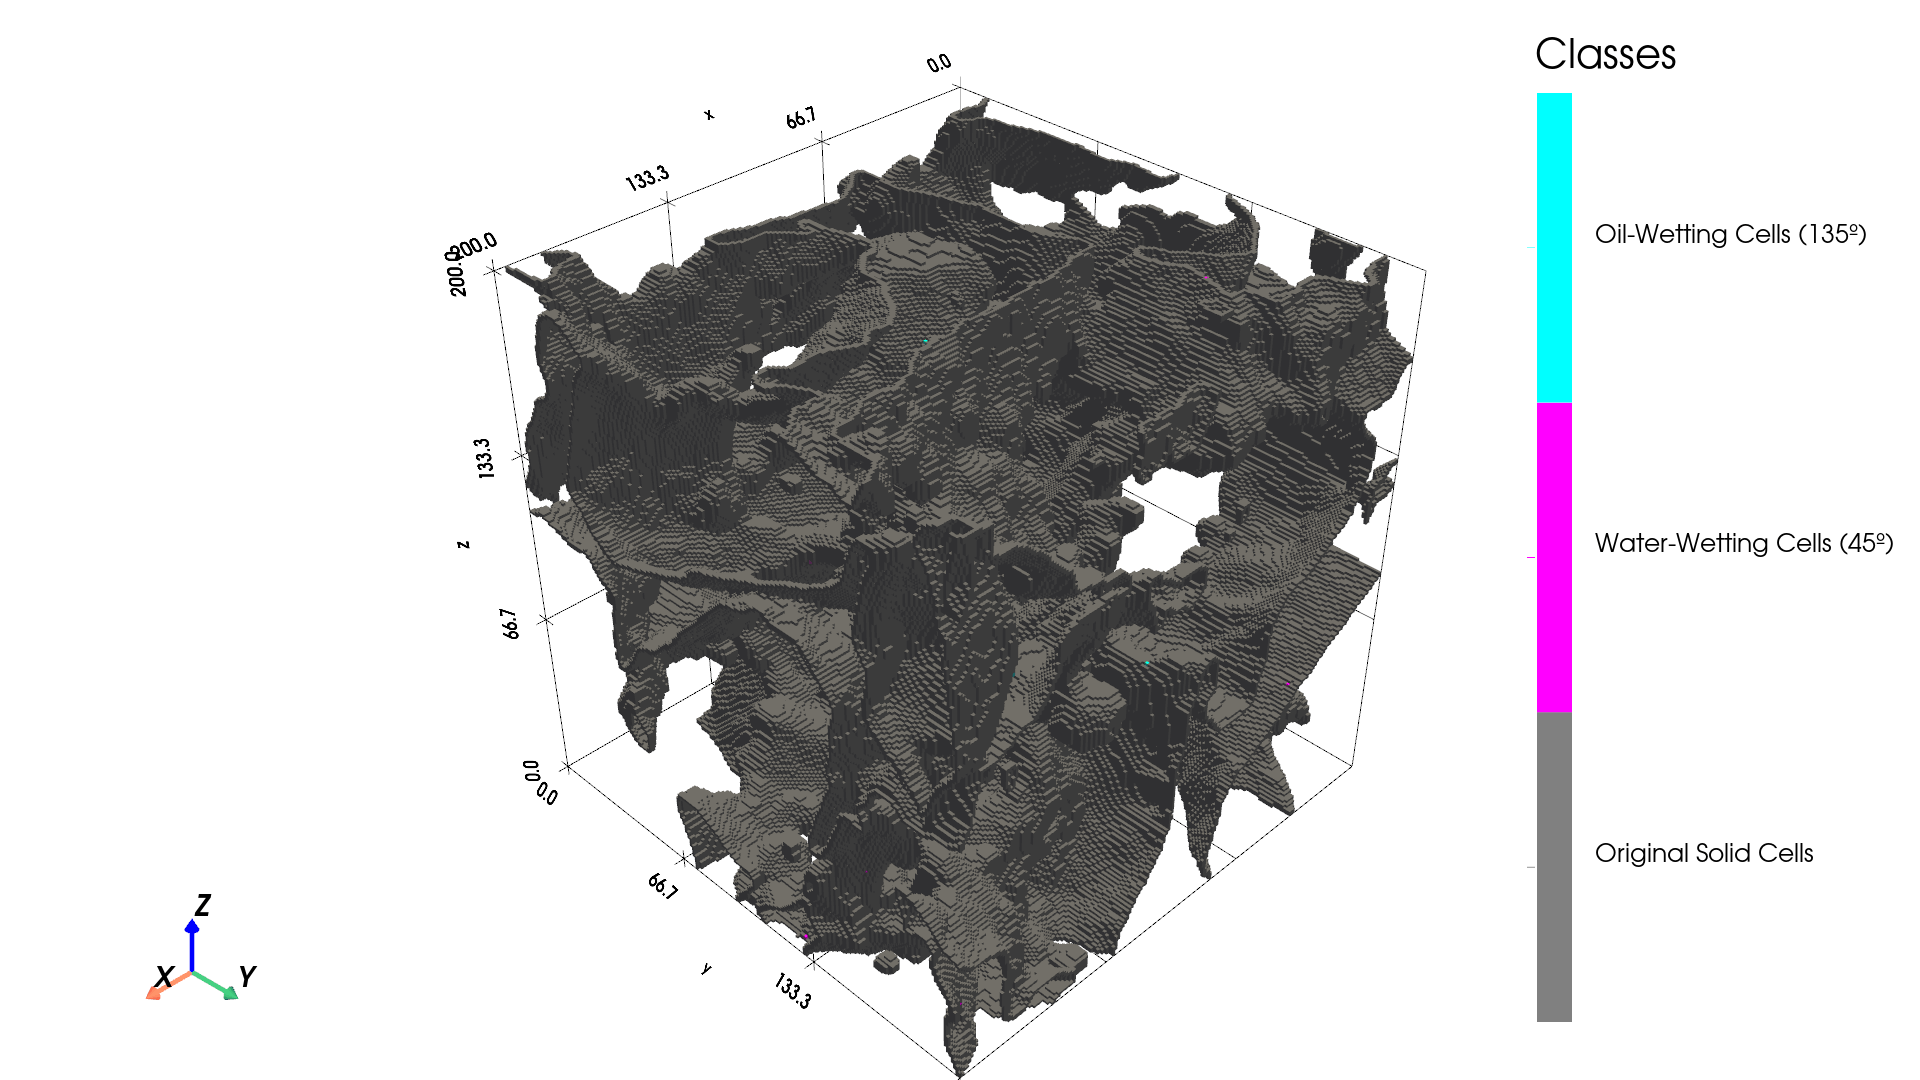 Classes
0.0
x
66.7
133.3
200.0
200.0
Oil-Wetting Cells (135º)
133.3
z
Water-Wetting Cells (45º)
66.7
0.0
0.0
Original Solid Cells
66.7
y
133.3
Z
X
Y